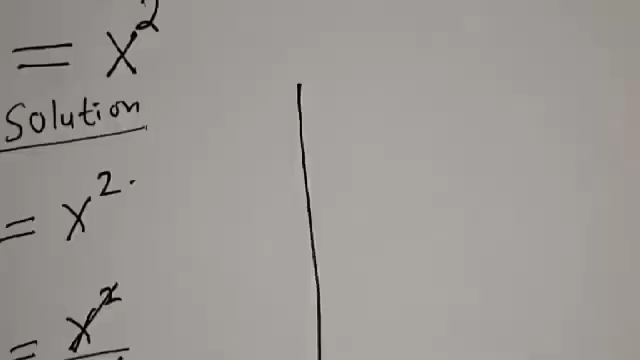 = x²
Solution
= x²
= x²